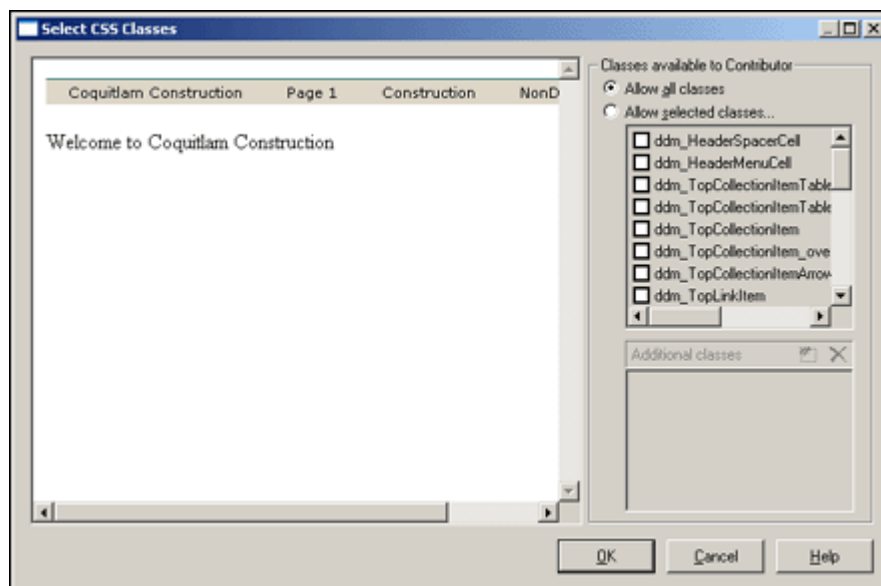 Select CSS Classes
Coquitlam Construction Page 1 Construction NonD
Welcome to Coquitlam Construction
Classes available to Contributor
Allow all classes
Allow selected classes...
ddm_HeaderSpacerCell
ddm_HeaderMenuCell
ddm_TopCollectionItemTable
ddm_TopCollectionItemTable
ddm_TopCollectionItem
ddm_TopCollectionItem_ove
ddm_TopCollectionItemArrow
ddm_TopLinkItem
Additional classes
OK Cancel Help